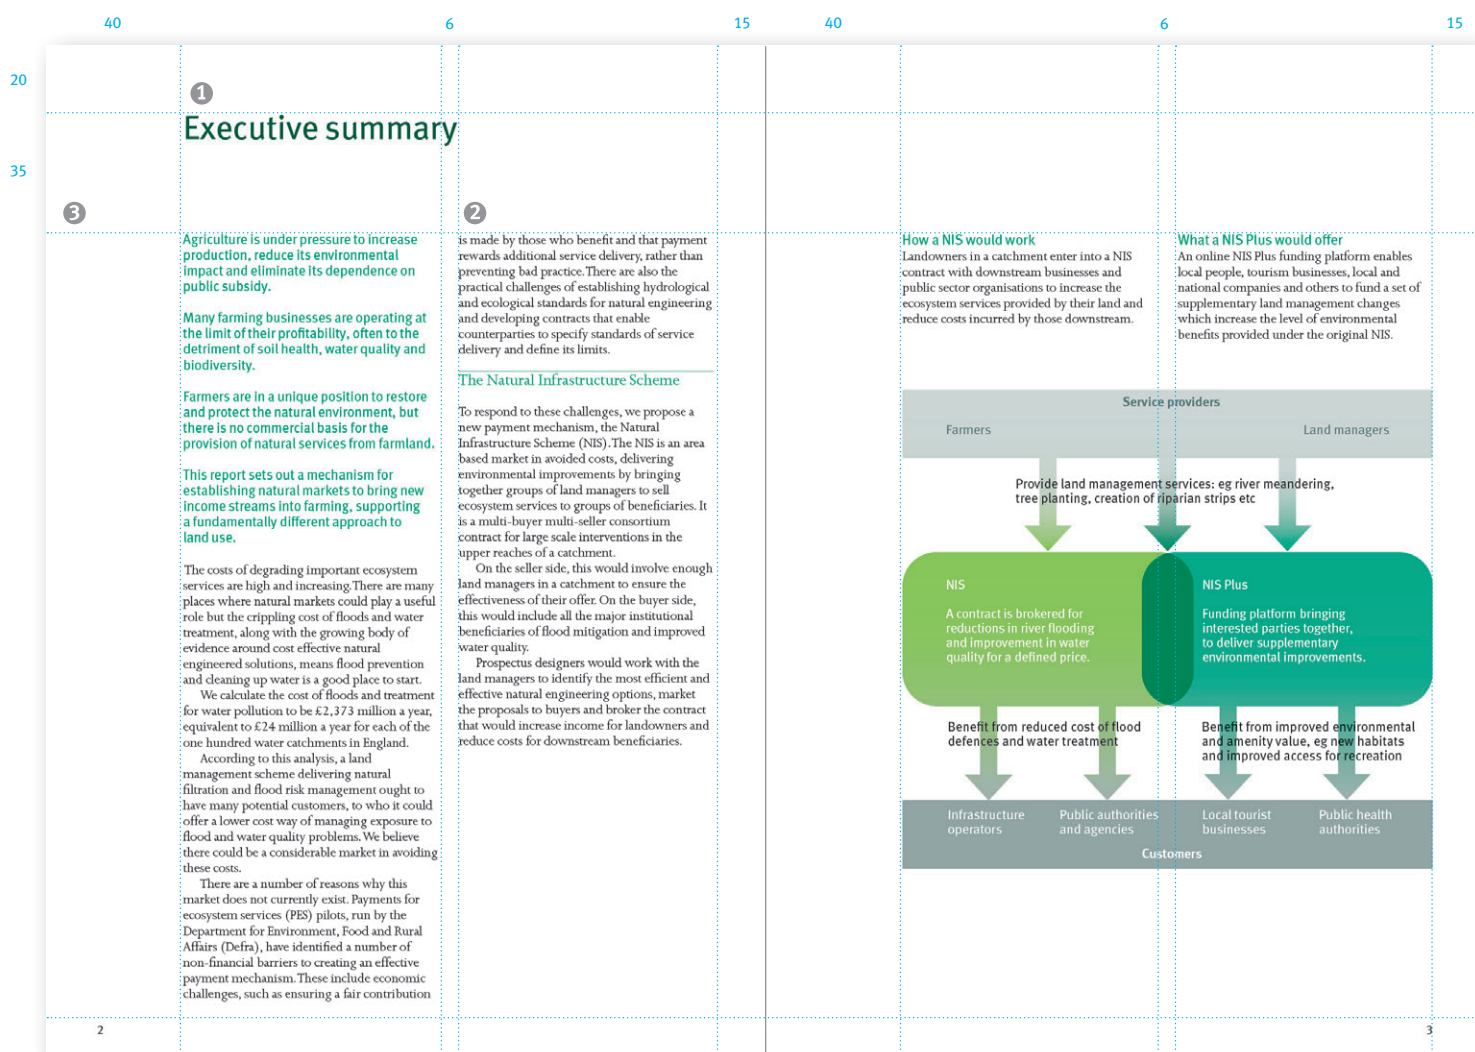 40
6
15
40
6
15
20
1
Executive summary
35
3
2
Agriculture is under pressure to increase
production, reduce its environmental
impact and eliminate its dependence on
public subsidy.
Many farming businesses are operating at
the limit of their profitability, often to the
detriment of soil health, water quality and
biodiversity.
Farmers are in a unique position to restore
and protect the natural environment, but
there is no commercial basis for the
provision of natural services from farmland.
This report sets out a mechanism for
establishing natural markets to bring new
income streams into farming, supporting
a fundamentally different approach to
land use.
The costs of degrading important ecosystem
services are high and increasing. There are many
places where natural markets could play a useful
role but the crippling cost of floods and water
treatment, along with the growing body of
evidence around cost effective natural
engineered solutions, means flood prevention
and cleaning up water is a good place to start.
We calculate the cost of floods and treatment
for water pollution to be £2,373 million a year,
equivalent to £24 million a year for each of the
one hundred water catchments in England.
According to this analysis, a land
management scheme delivering natural
filtration and flood risk management ought to
have many potential customers, to who it could
offer a lower cost way of managing exposure to
flood and water quality problems. We believe
there could be a considerable market in avoiding
these costs.
There are a number of reasons why this
market does not currently exist. Payments for
ecosystem services (PES) pilots, run by the
Department for Environment, Food and Rural
Affairs (Defra), have identified a number of
non-financial barriers to creating an effective
payment mechanism. These include economic
challenges, such as ensuring a fair contribution
is made by those who benefit and that payment
rewards additional service delivery, rather than
preventing bad practice. There are also the
practical challenges of establishing hydrological
and ecological standards for natural engineering
and developing contracts that enable
counterparties to specify standards of service
delivery and define its limits.
The Natural Infrastructure Scheme
To respond to these challenges, we propose a
new payment mechanism, the Natural
Infrastructure Scheme (NIS). The NIS is an area
based market in avoided costs, delivering
environmental improvements by bringing
together groups of land managers to sell
ecosystem services to groups of beneficiaries. It
is a multi-buyer multi-seller consortium
contract for large scale interventions in the
upper reaches of a catchment.
On the seller side, this would involve enough
land managers in a catchment to ensure the
effectiveness of their offer. On the buyer side,
this would include all the major institutional
beneficiaries of flood mitigation and improved
water quality.
Prospectus designers would work with the
land managers to identify the most efficient and
effective natural engineering options, market
the proposals to buyers and broker the contract
that would increase income for landowners and
reduce costs for downstream beneficiaries.
2
How a NIS would work
Landowners in a catchment enter into a NIS
contract with downstream businesses and
public sector organisations to increase the
ecosystem services provided by their land and
reduce costs incurred by those downstream.
What a NIS Plus would offer
An online NIS Plus funding platform enables
local people, tourism businesses, local and
national companies and others to fund a set of
supplementary land management changes
which increase the level of environmental
benefits provided under the original NIS.
Service providers
Farmers
Land managers
Provide land management services: eg river meandering,
tree planting, creation of riparian strips etc
NIS
A contract is brokered for
reductions in river flooding
and improvement in water
quality for a defined price.
NIS Plus
Funding platform bringing
interested parties together,
to deliver supplementary
environmental improvements.
Benefit from reduced cost of flood
defences and water treatment
Benefit from improved environmental
and amenity value, eg new habitats
and improved access for recreation
Infrastructure
operators
Public authorities
and agencies
Local tourist
businesses
Public health
authorities
Customers
3